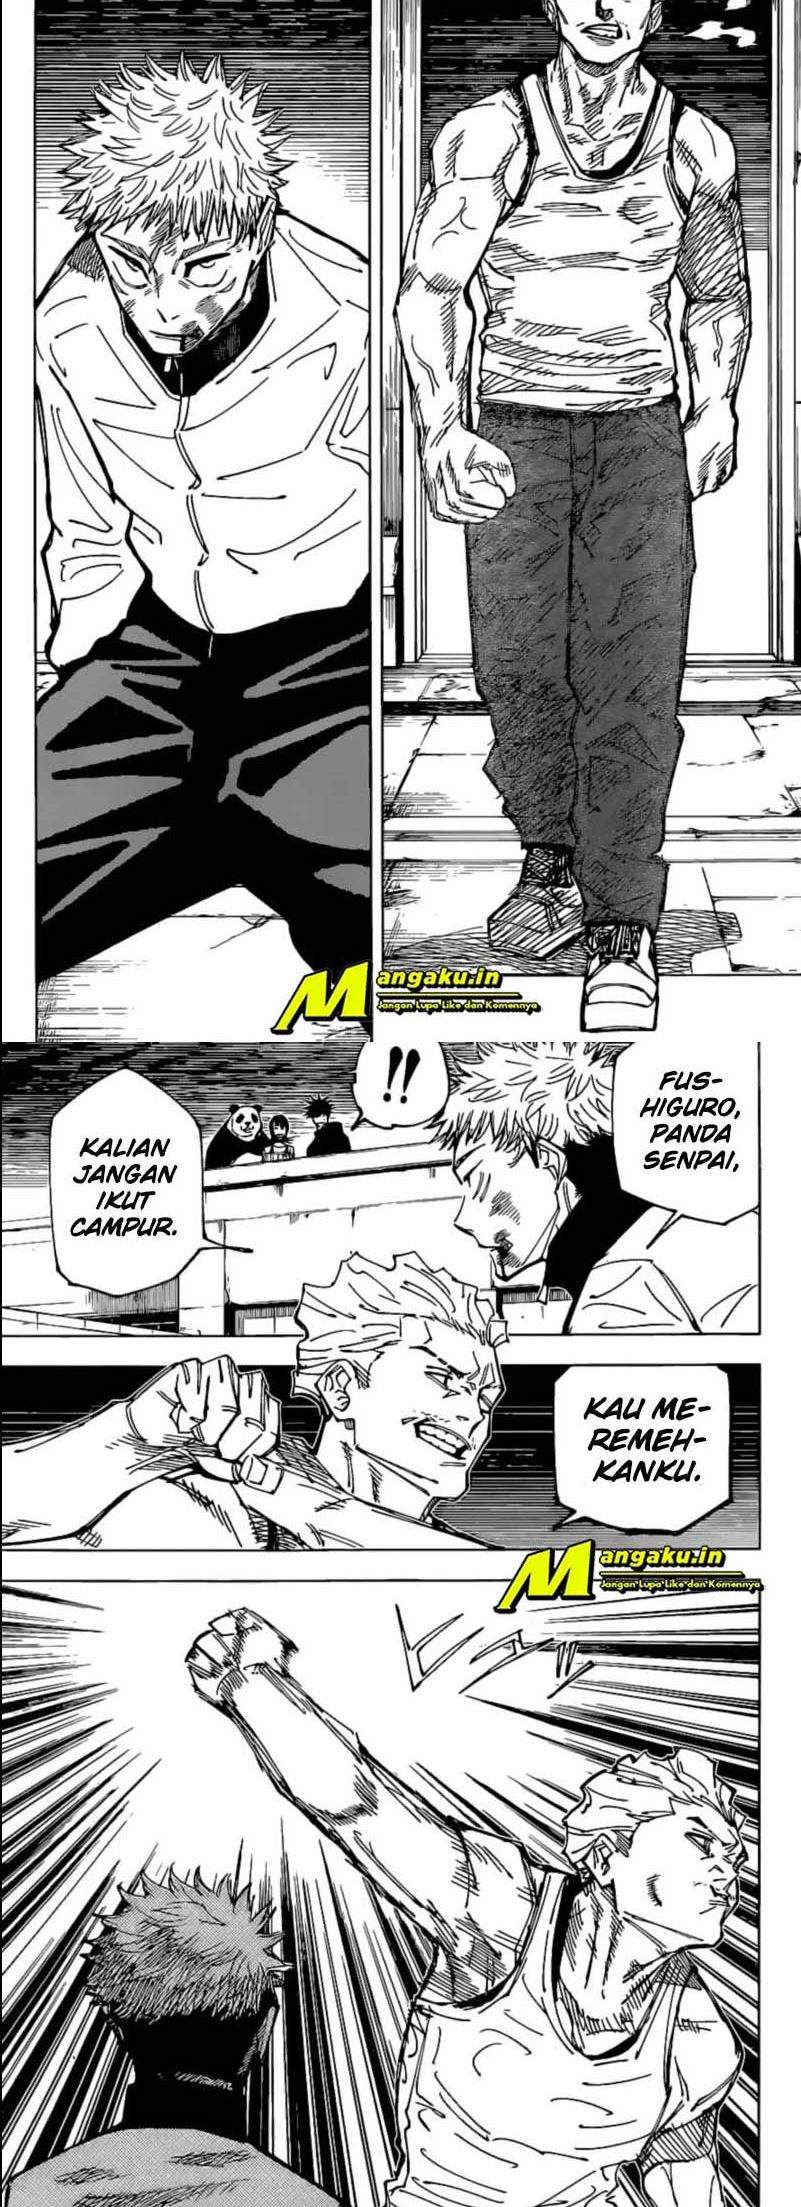 Mangaku.in
Jangan Lupa Like dan Komennya
FUS-
HIGURO,
PANDA
SENPAI,
!!
KALIAN
JANGAN
IKUT
CAMPUR.
KAU ME-
REMEH-
KANKU.
Mangaku.in
Jangan Lupa Like dan Komennya